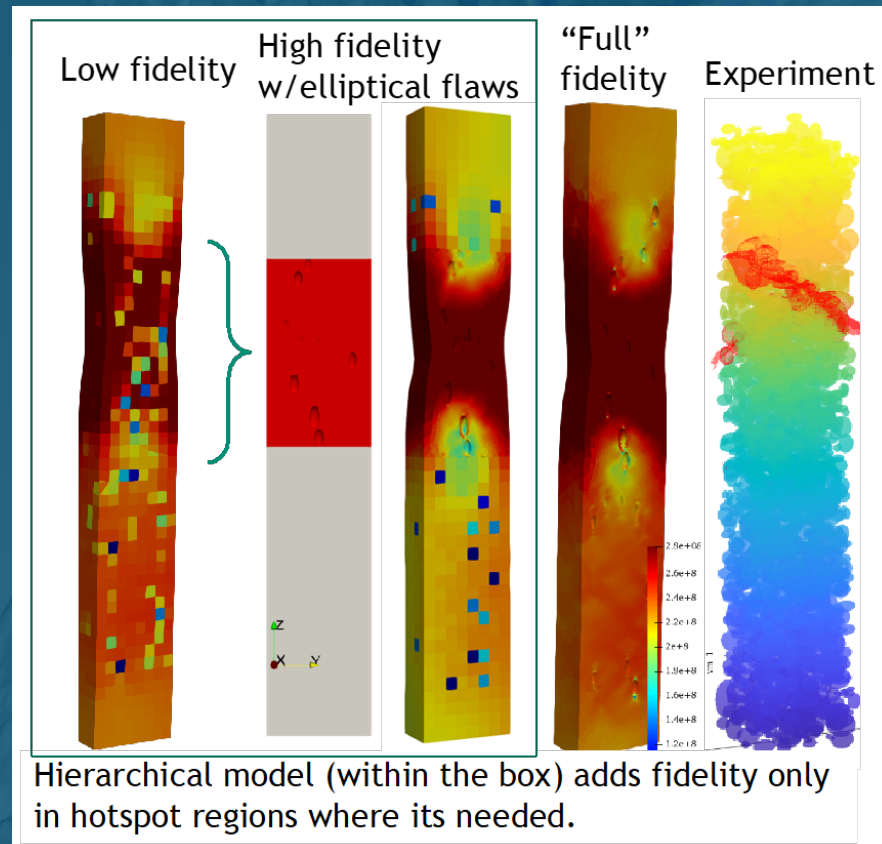 Low fidelity
High fidelity
w/elliptical flaws
“Full”
fidelity
Experiment
2.8e+08
2.6e+8
2.4e+8
2.2e+8
2e+8
1.8e+8
1.6e+8
1.4e+8
1.2e+8
Z
X
Y
Hierarchical model (within the box) adds fidelity only
in hotspot regions where its needed.